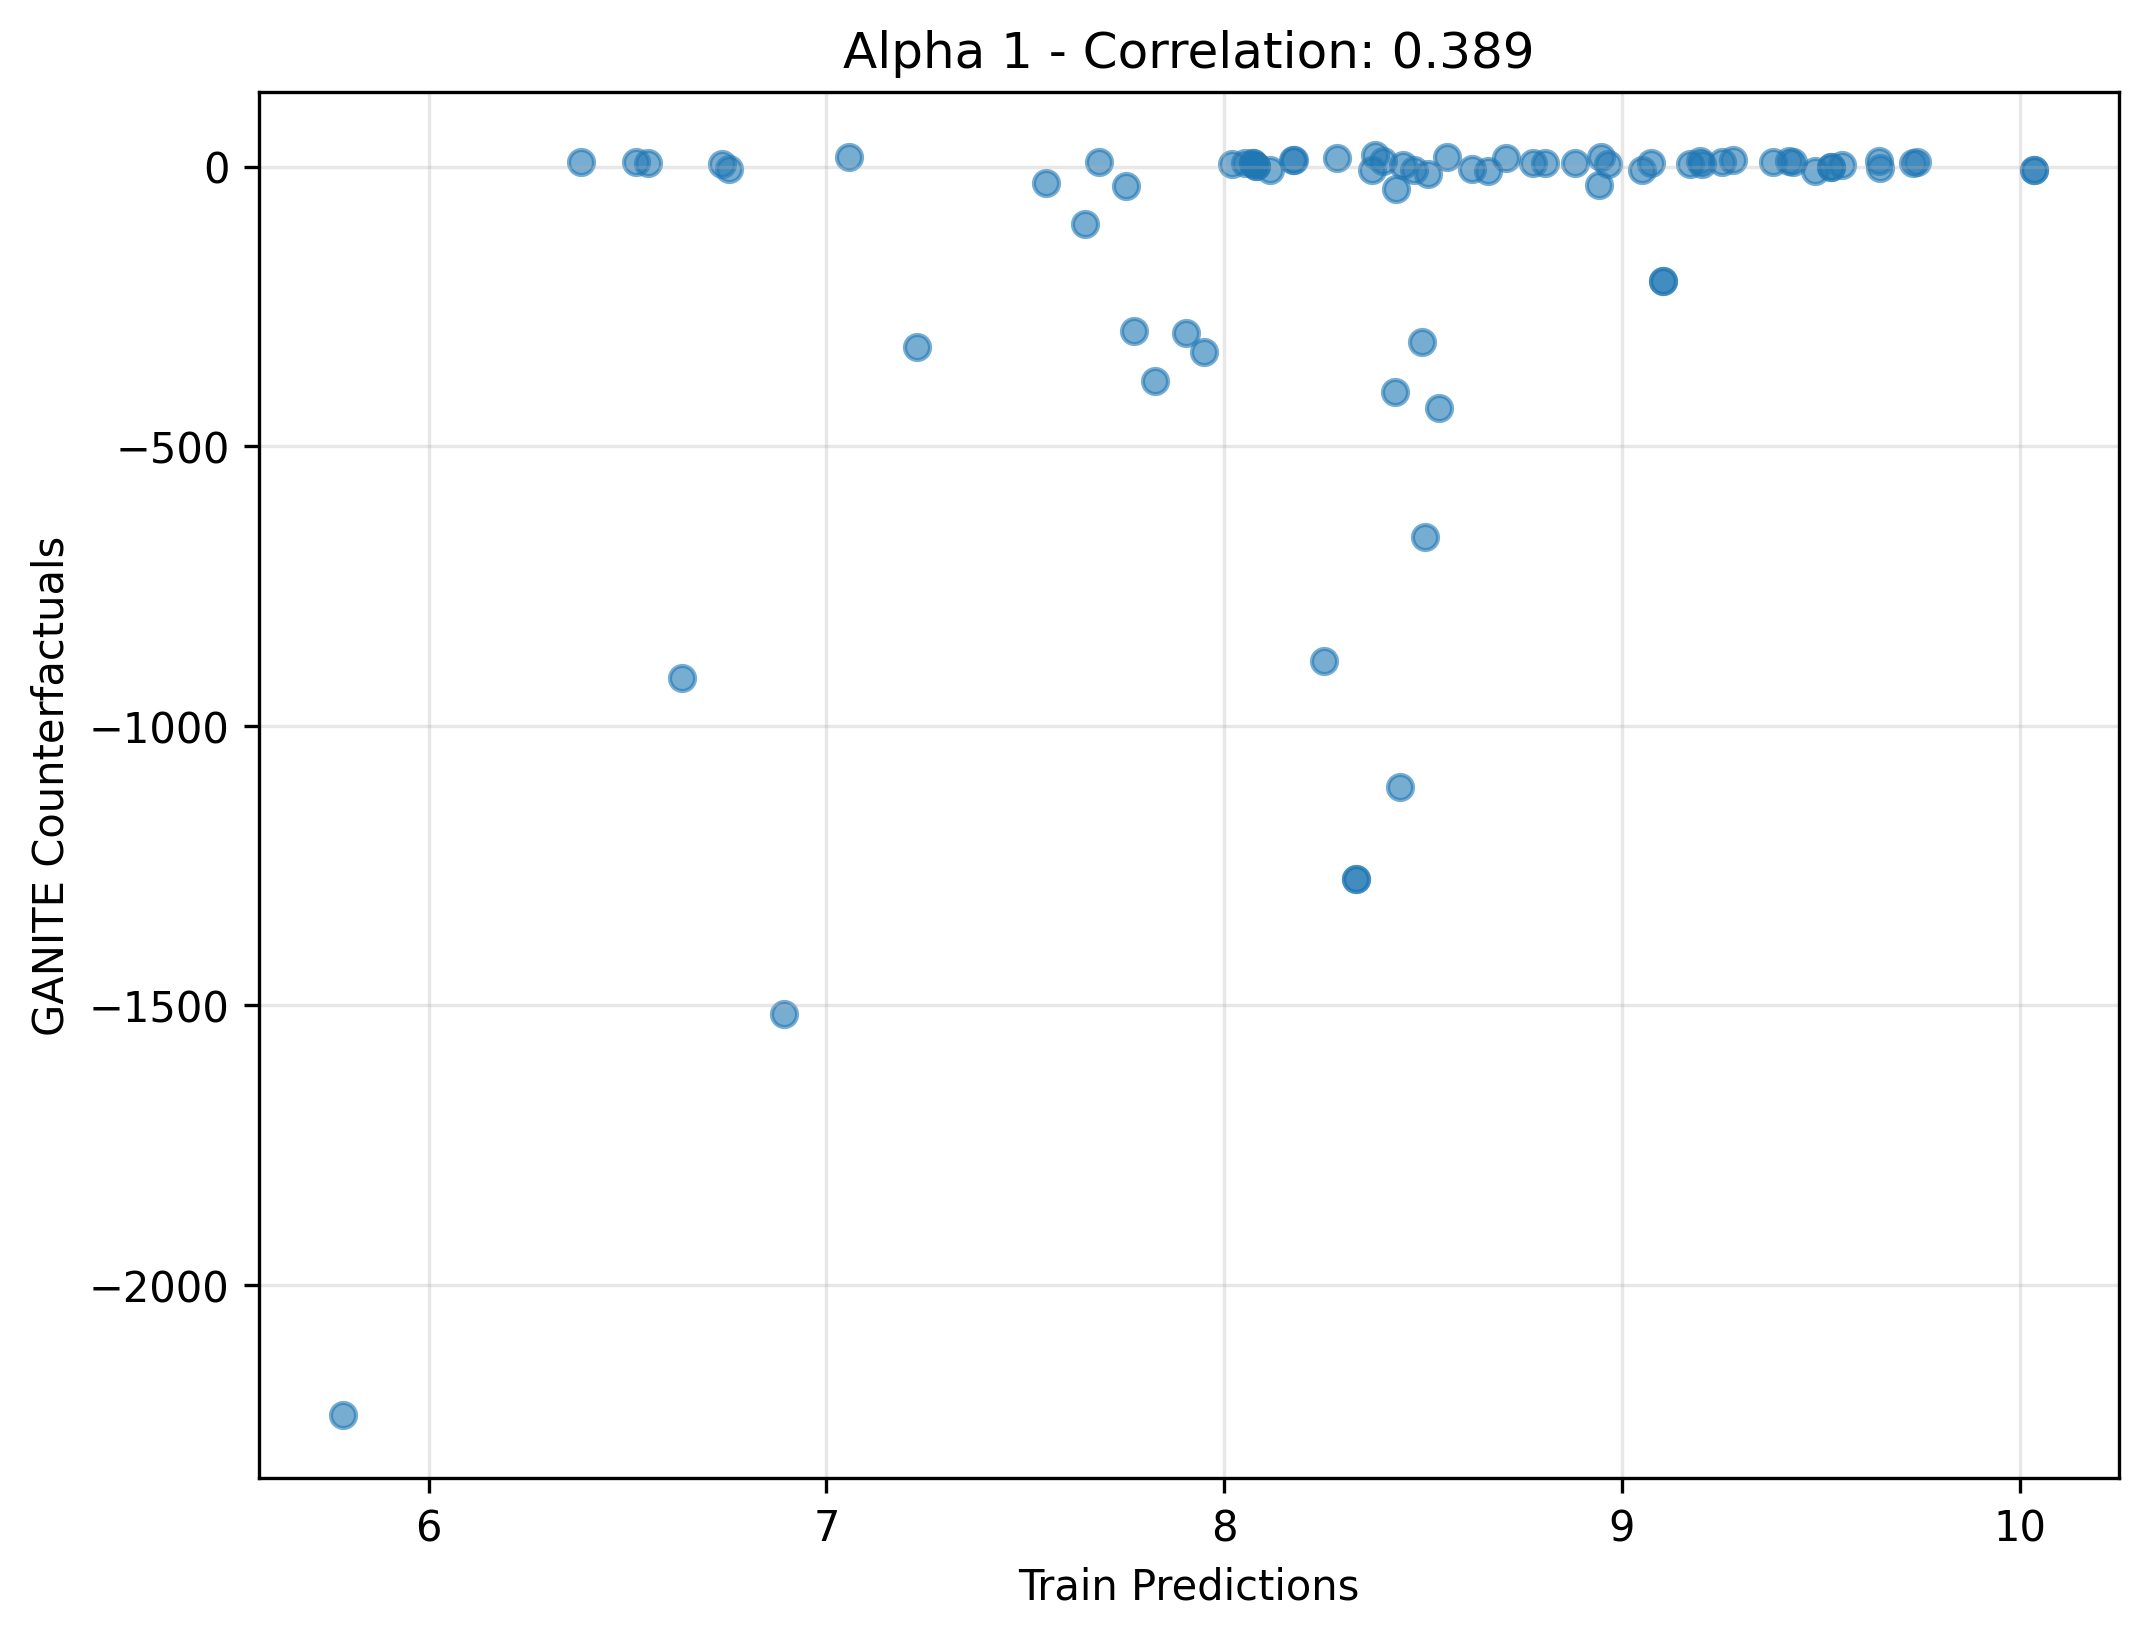 Alpha 1 - Correlation: 0.389
0
−500
−1000
−1500
−2000
GANITE Counterfactuals
6 7 8 9 10
Train Predictions